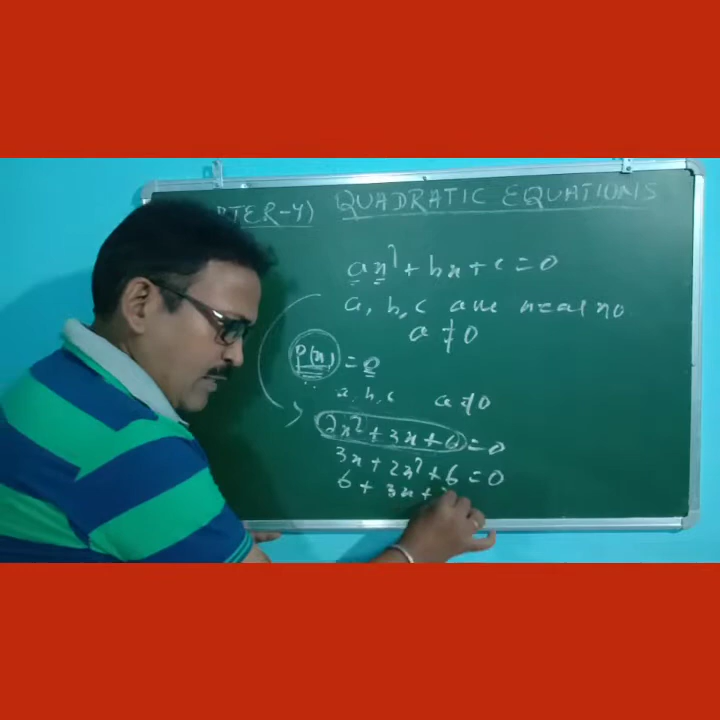 PTER-4) QUADRATIC EQUATIONS
ax² + bx + c = 0
a, b, c are real no
a ≠ 0
p(x) = 0
a, b, c a ≠ 0
2x² + 3x + 6 = 0
3x + 2x² + 6 = 0
6 + 3x +